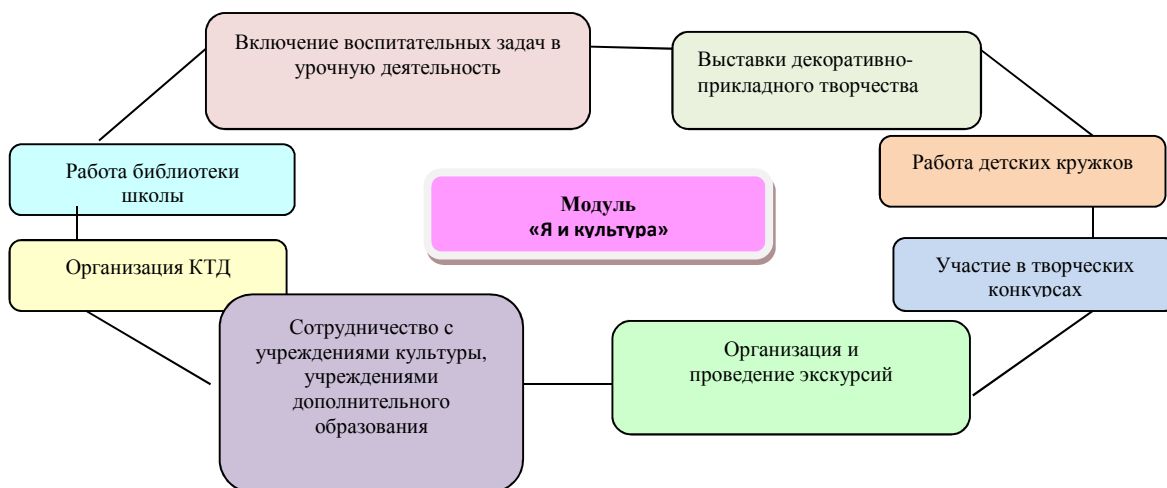 Включение воспитательных задач в
урочную деятельность
Выставки декоративно-
прикладного творчества
Работа библиотеки
школы
Модуль
«Я и культура»
Работа детских кружков
Организация КТД
Участие в творческих
конкурсах
Сотрудничество с
учреждениями культуры,
учреждениями
дополнительного
образования
Организация и
проведение экскурсий